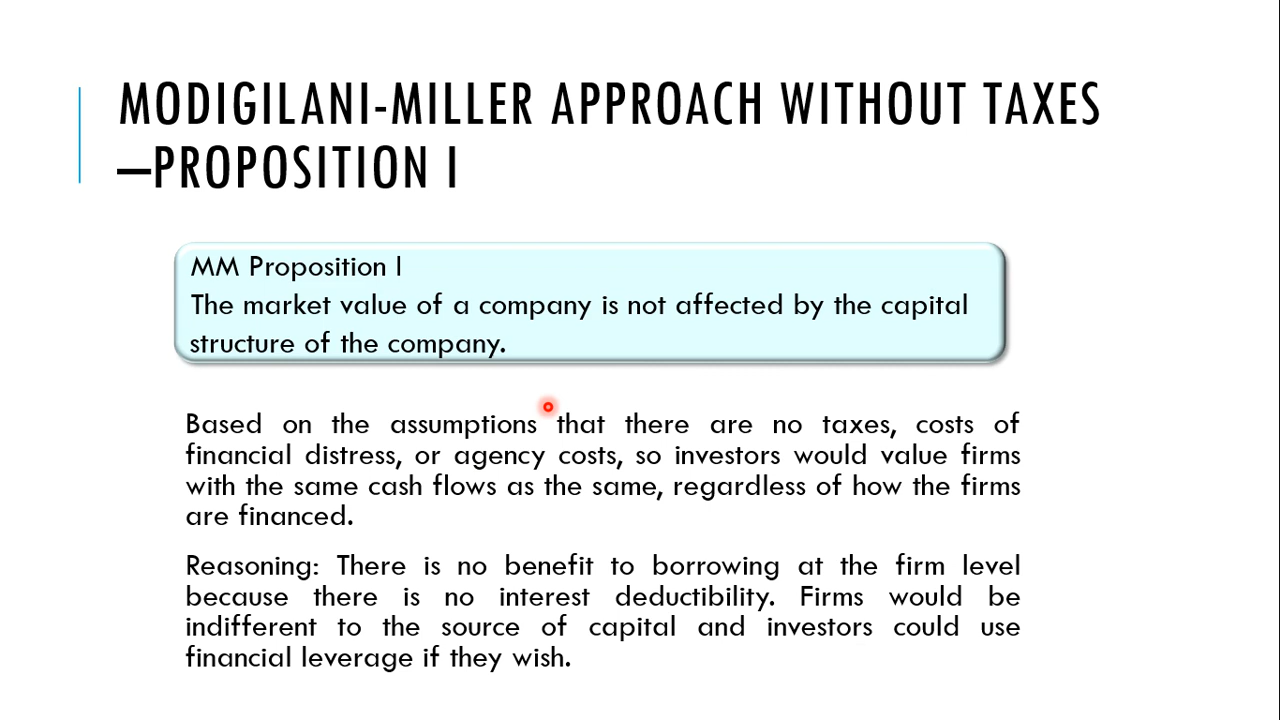 MODIGILANI-MILLER APPROACH WITHOUT TAXES
—PROPOSITION I
MM Proposition I
The market value of a company is not affected by the capital
structure of the company.
Based on the assumptions that there are no taxes, costs of
financial distress, or agency costs, so investors would value firms
with the same cash flows as the same, regardless of how the firms
are financed.
Reasoning: There is no benefit to borrowing at the firm level
because there is no interest deductibility. Firms would be
indifferent to the source of capital and investors could use
financial leverage if they wish.